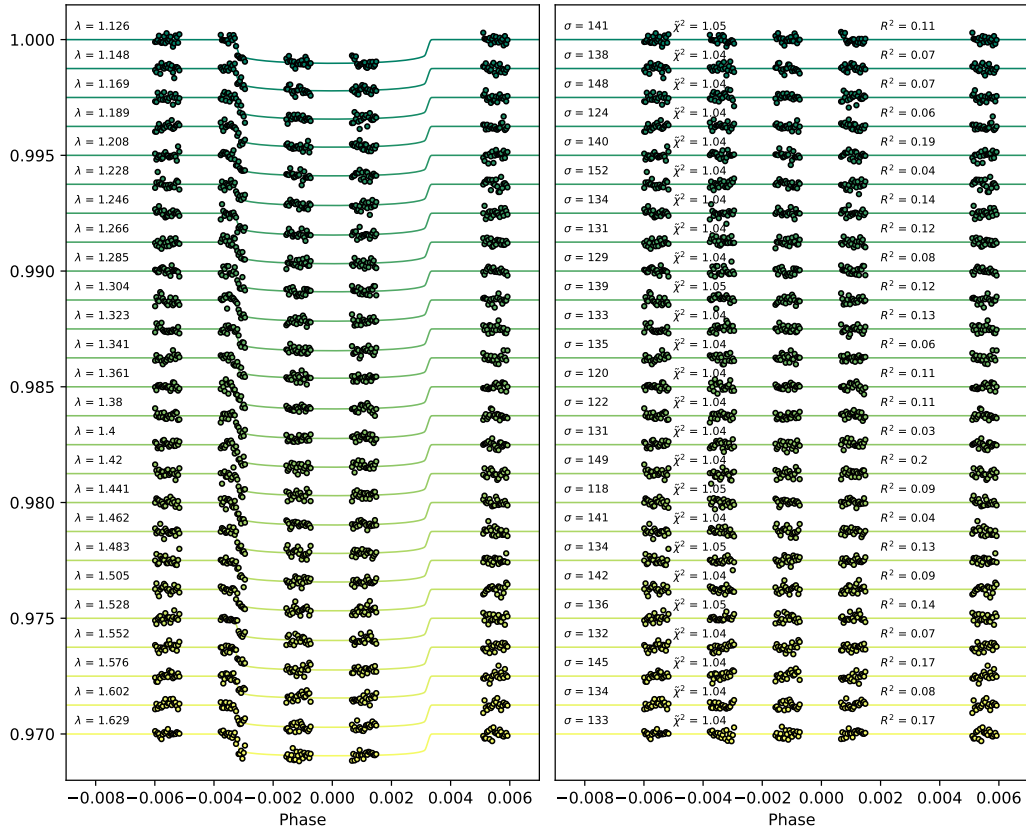 λ = 1.126
λ = 1.148
λ = 1.169
λ = 1.189
λ = 1.208
λ = 1.228
λ = 1.246
λ = 1.266
λ = 1.285
λ = 1.304
λ = 1.323
λ = 1.341
λ = 1.361
λ = 1.38
λ = 1.4
λ = 1.42
λ = 1.441
λ = 1.462
λ = 1.483
λ = 1.505
λ = 1.528
λ = 1.552
λ = 1.576
λ = 1.602
λ = 1.629
1.000
0.995
0.990
0.985
0.980
0.975
0.970
−0.008 −0.006 −0.004 −0.002 0.000 0.002 0.004 0.006
Phase
σ = 141 χ̃² = 1.05 R² = 0.11
σ = 138 χ̃² = 1.04 R² = 0.07
σ = 148 χ̃² = 1.04 R² = 0.07
σ = 124 χ̃² = 1.04 R² = 0.06
σ = 140 χ̃² = 1.04 R² = 0.19
σ = 152 χ̃² = 1.04 R² = 0.04
σ = 134 χ̃² = 1.04 R² = 0.14
σ = 131 χ̃² = 1.04 R² = 0.12
σ = 129 χ̃² = 1.04 R² = 0.08
σ = 139 χ̃² = 1.05 R² = 0.12
σ = 133 χ̃² = 1.04 R² = 0.13
σ = 135 χ̃² = 1.04 R² = 0.06
σ = 120 χ̃² = 1.04 R² = 0.11
σ = 122 χ̃² = 1.04 R² = 0.11
σ = 131 χ̃² = 1.04 R² = 0.03
σ = 149 χ̃² = 1.04 R² = 0.2
σ = 118 χ̃² = 1.05 R² = 0.09
σ = 141 χ̃² = 1.04 R² = 0.04
σ = 134 χ̃² = 1.05 R² = 0.13
σ = 142 χ̃² = 1.04 R² = 0.09
σ = 136 χ̃² = 1.05 R² = 0.14
σ = 132 χ̃² = 1.04 R² = 0.07
σ = 145 χ̃² = 1.04 R² = 0.17
σ = 134 χ̃² = 1.04 R² = 0.08
σ = 133 χ̃² = 1.04 R² = 0.17
−0.008 −0.006 −0.004 −0.002 0.000 0.002 0.004 0.006
Phase